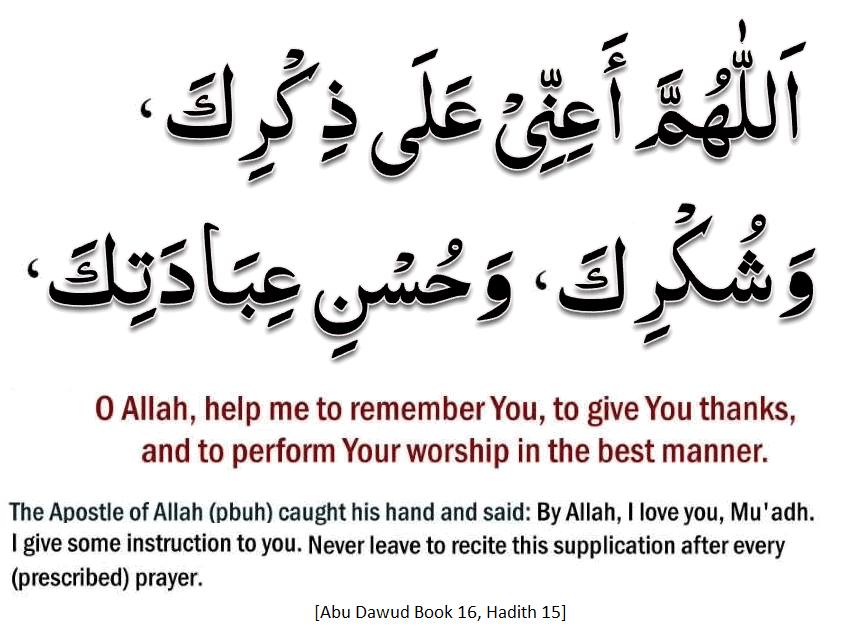 اَللّٰهُمَّ أَعِنِّيْ عَلَى ذِكْرِكَ،
وَشُكْرِكَ، وَحُسْنِ عِبَادَتِكَ،
O Allah, help me to remember You, to give You thanks,
and to perform Your worship in the best manner.
The Apostle of Allah (pbuh) caught his hand and said: By Allah, I love you, Mu'adh.
I give some instruction to you. Never leave to recite this supplication after every
(prescribed) prayer.
[Abu Dawud Book 16, Hadith 15]